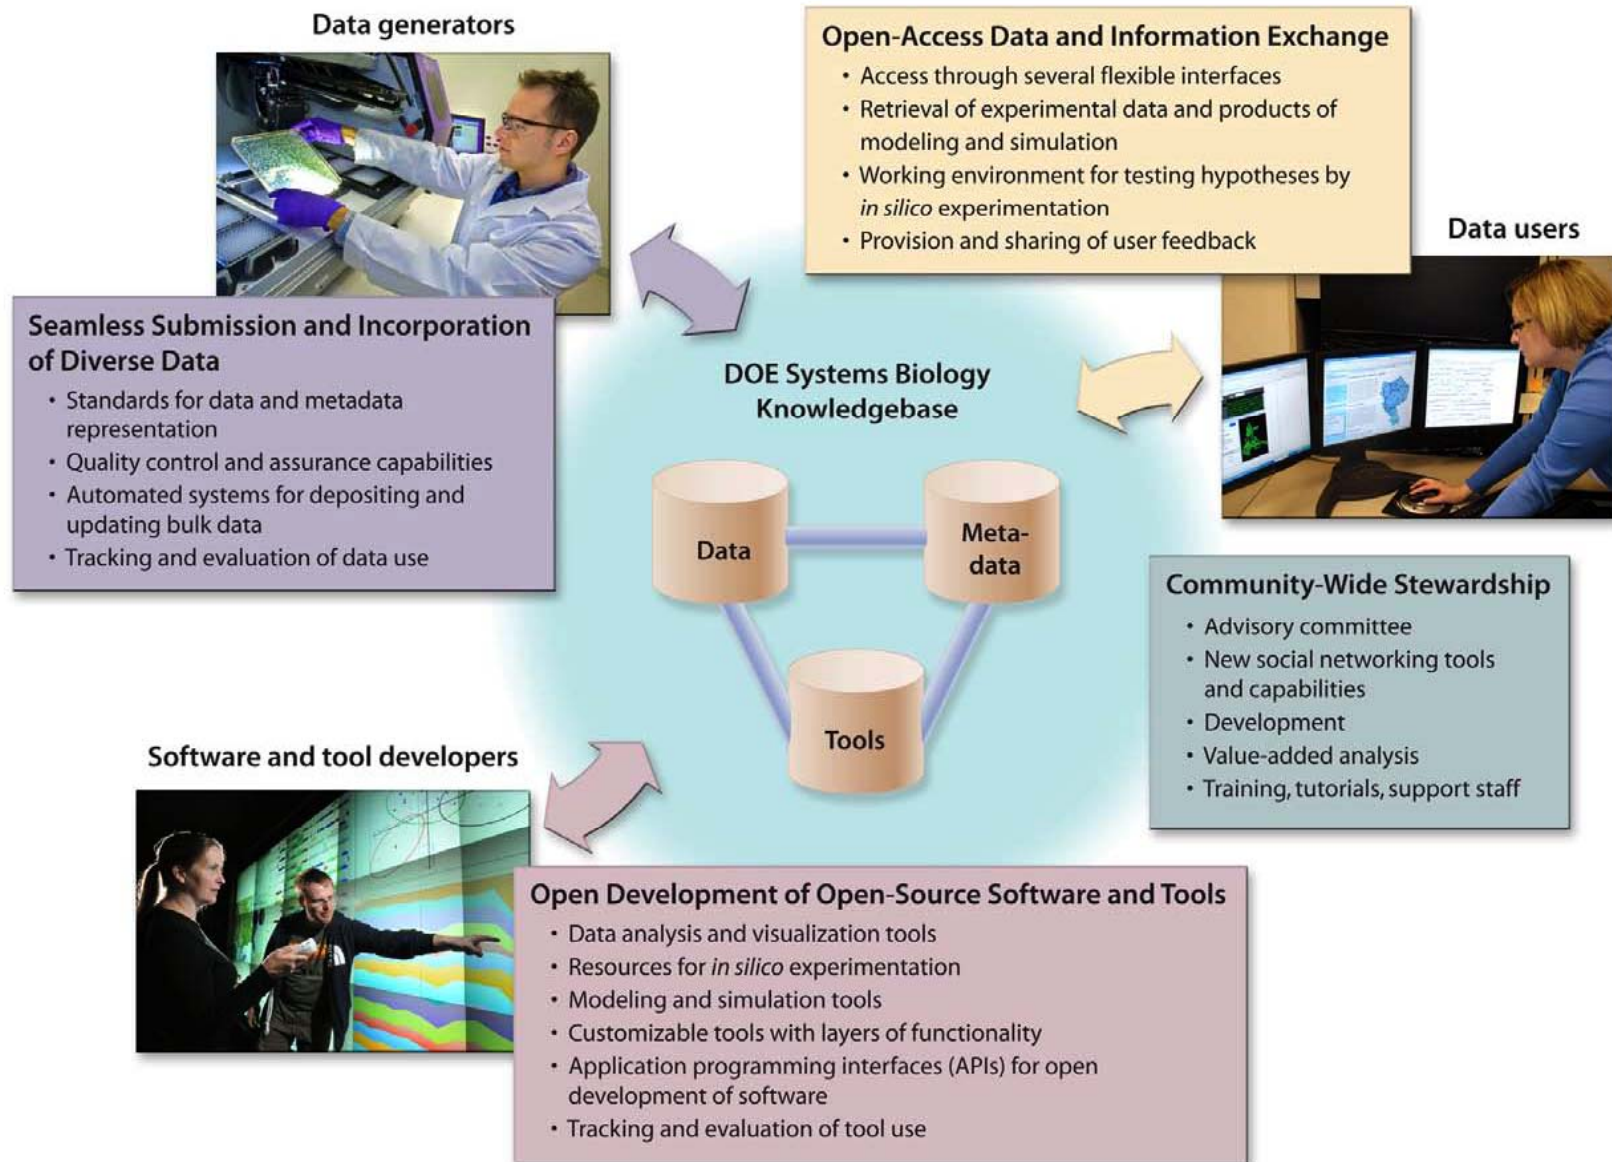 Data generators
Open-Access Data and Information Exchange
• Access through several flexible interfaces
• Retrieval of experimental data and products of
modeling and simulation
• Working environment for testing hypotheses by
in silico experimentation
• Provision and sharing of user feedback
Data users
Seamless Submission and Incorporation
of Diverse Data
• Standards for data and metadata
representation
• Quality control and assurance capabilities
• Automated systems for depositing and
updating bulk data
• Tracking and evaluation of data use
DOE Systems Biology
Knowledgebase
Data
Meta-
data
Tools
Community-Wide Stewardship
• Advisory committee
• New social networking tools
and capabilities
• Development
• Value-added analysis
• Training, tutorials, support staff
Software and tool developers
Open Development of Open-Source Software and Tools
• Data analysis and visualization tools
• Resources for in silico experimentation
• Modeling and simulation tools
• Customizable tools with layers of functionality
• Application programming interfaces (APIs) for open
development of software
• Tracking and evaluation of tool use